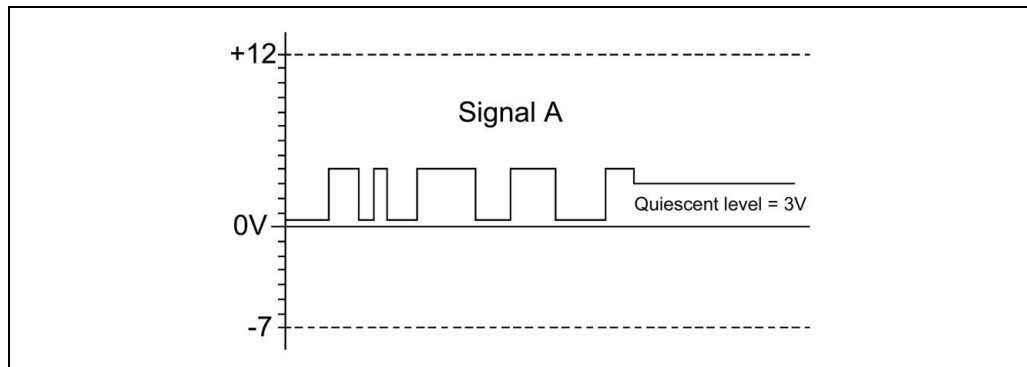 +12
Signal A
Quiescent level = 3V
0V
-7